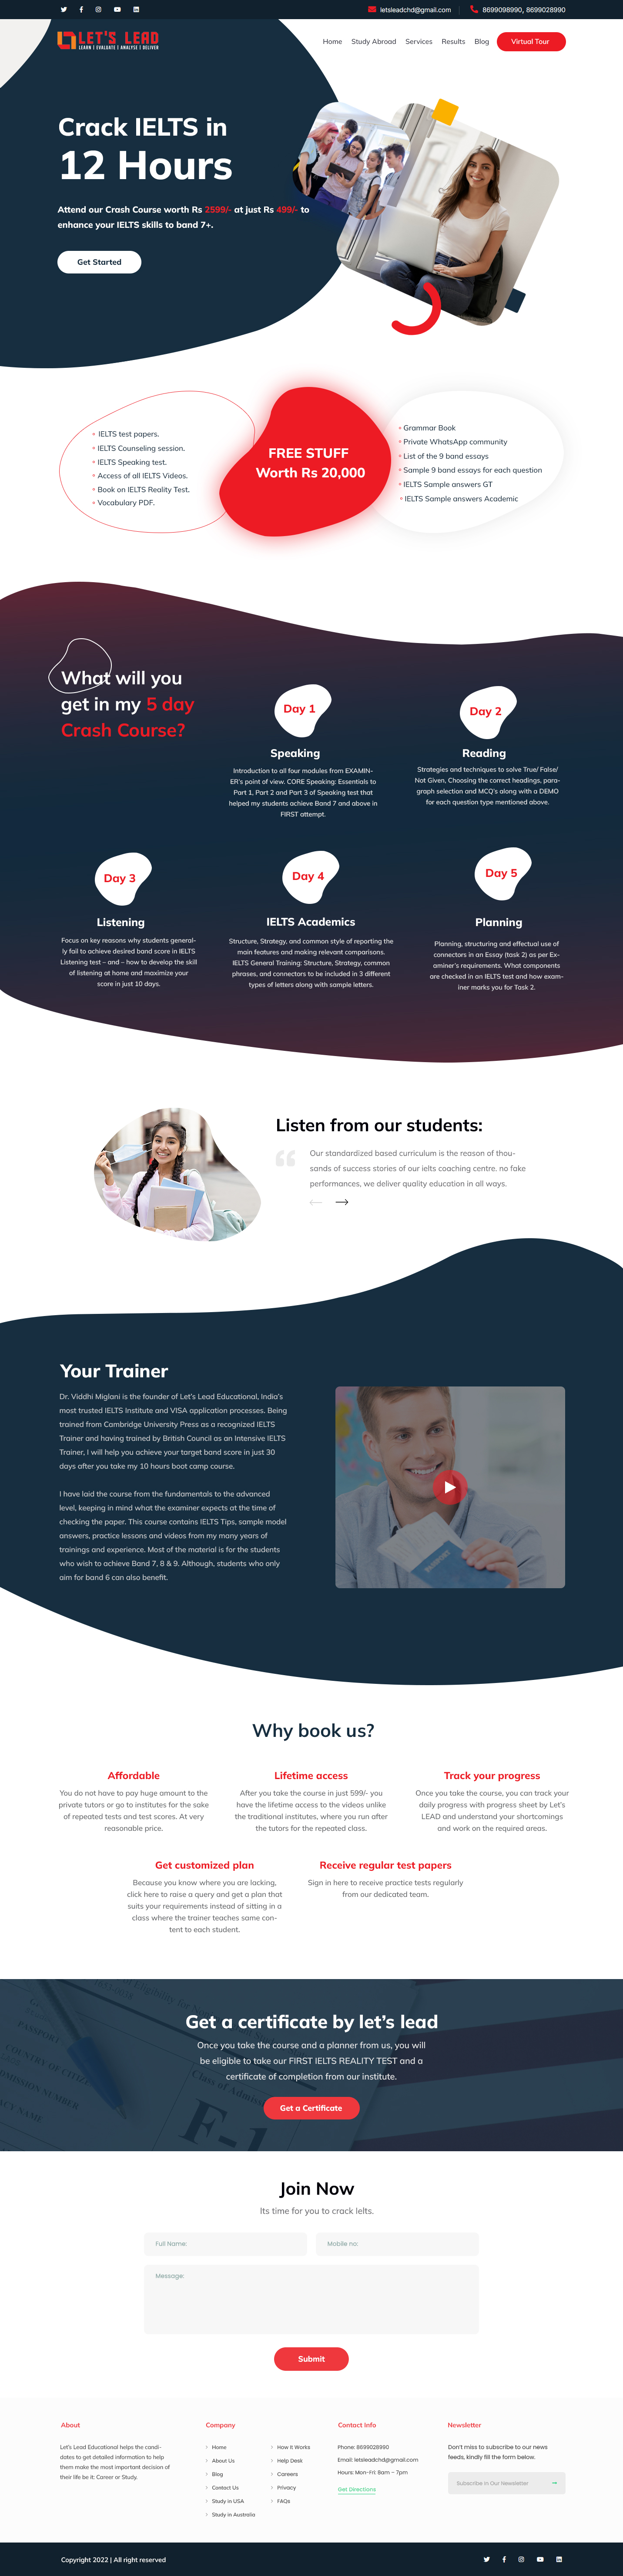 letsleadchd@gmail.com
8699098990, 8699028990
LET'S LEAD
LEARN | EVALUATE | ANALYSE | DELIVER
Home
Study Abroad
Services
Results
Blog
Virtual Tour
Crack IELTS in
12 Hours
Attend our Crash Course worth Rs 2599/- at just Rs 499/- to
enhance your IELTS skills to band 7+.
Get Started
IELTS test papers.
IELTS Counseling session.
IELTS Speaking test.
Access of all IELTS Videos.
Book on IELTS Reality Test.
Vocabulary PDF.
FREE STUFF
Worth Rs 20,000
Grammar Book
Private WhatsApp community
List of the 9 band essays
Sample 9 band essays for each question
IELTS Sample answers GT
IELTS Sample answers Academic
What will you
get in my 5 day
Crash Course?
Day 1
Speaking
Introduction to all four modules from EXAMIN-
ER's point of view. CORE Speaking: Essentials to
Part 1, Part 2 and Part 3 of Speaking test that
helped my students achieve Band 7 and above in
FIRST attempt.
Day 2
Reading
Strategies and techniques to solve True/ False/
Not Given, Choosing the correct headings, para-
graph selection and MCQ's along with a DEMO
for each question type mentioned above.
Day 3
Listening
Focus on key reasons why students general-
ly fail to achieve desired band score in IELTS
Listening test – and – how to develop the skill
of listening at home and maximize your
score in just 10 days.
Day 4
IELTS Academics
Structure, Strategy, and common style of reporting the
main features and making relevant comparisons.
IELTS General Training: Structure, Strategy, common
phrases, and connectors to be included in 3 different
types of letters along with sample letters.
Day 5
Planning
Planning, structuring and effectual use of
connectors in an Essay (task 2) as per Ex-
aminer's requirements. What components
are checked in an IELTS test and how exam-
iner marks you for Task 2.
Listen from our students:
Our standardized based curriculum is the reason of thou-
sands of success stories of our ielts coaching centre. no fake
performances, we deliver quality education in all ways.
Your Trainer
Dr. Viddhi Miglani is the founder of Let's Lead Educational, India's
most trusted IELTS Institute and VISA application processes. Being
trained from Cambridge University Press as a recognized IELTS
Trainer and having trained by British Council as an Intensive IELTS
Trainer, I will help you achieve your target band score in just 30
days after you take my 10 hours boot camp course.
I have laid the course from the fundamentals to the advanced
level, keeping in mind what the examiner expects at the time of
checking the paper. This course contains IELTS Tips, sample model
answers, practice lessons and videos from my many years of
trainings and experience. Most of the material is for the students
who wish to achieve Band 7, 8 & 9. Although, students who only
aim for band 6 can also benefit.
PASSPORT
Why book us?
Affordable
You do not have to pay huge amount to the
private tutors or go to institutes for the sake
of repeated tests and test scores. At very
reasonable price.
Lifetime access
After you take the course in just 599/- you
have the lifetime access to the videos unlike
the traditional institutes, where you run after
the tutors for the repeated class.
Track your progress
Once you take the course, you can track your
daily progress with progress sheet by Let's
LEAD and understand your shortcomings
and work on the required areas.
Get customized plan
Because you know where you are lacking,
click here to raise a query and get a plan that
suits your requirements instead of sitting in a
class where the trainer teaches same con-
tent to each student.
Receive regular test papers
Sign in here to receive practice tests regularly
from our dedicated team.
Get a certificate by let's lead
Once you take the course and a planner from us, you will
be eligible to take our FIRST IELTS REALITY TEST and a
certificate of completion from our institute.
Get a Certificate
F-1
Join Now
Its time for you to crack Ielts.
Full Name:
Mobile no:
Message:
Submit
About
Let's Lead Educational helps the candi-
dates to get detailed information to help
them make the most important decision of
their life be it: Career or Study.
Company
Home
About Us
Blog
Contact Us
Study in USA
Study in Australia
How It Works
Help Desk
Careers
Privacy
FAQs
Contact Info
Phone: 8699028990
Email: letsleadchd@gmail.com
Hours: Mon-Fri: 8am – 7pm
Get Directions
Newsletter
Don't miss to subscribe to our news
feeds, kindly fill the form below.
Subscribe in Our Newsletter
Copyright 2022 | All right reserved